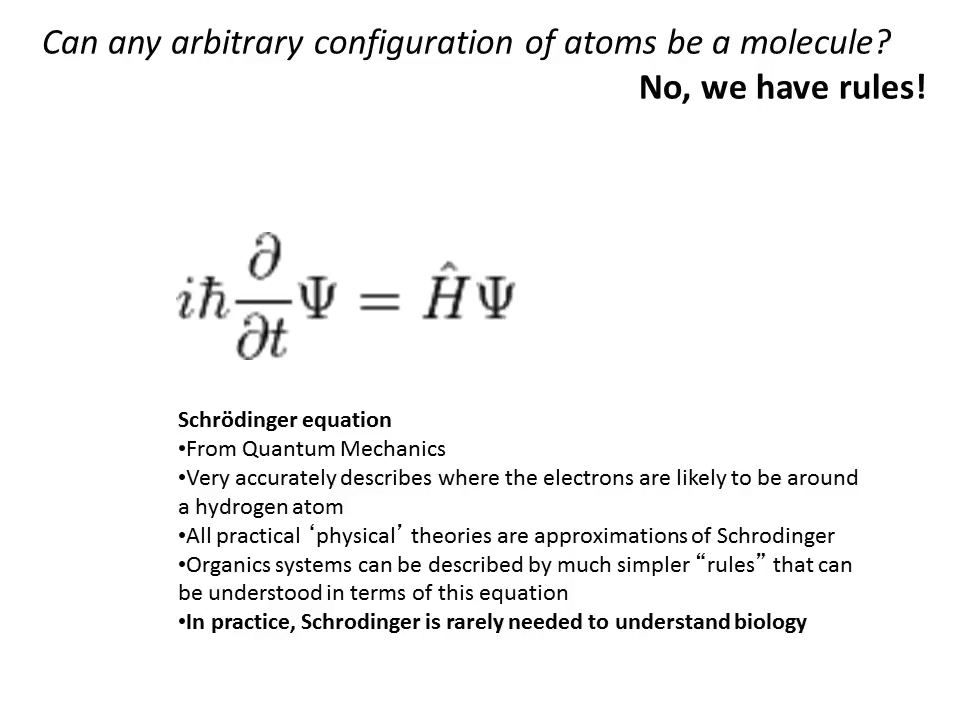 Can any arbitrary configuration of atoms be a molecule?
No, we have rules!
iħ ∂/∂t Ψ = ĤΨ
Schrödinger equation
•From Quantum Mechanics
•Very accurately describes where the electrons are likely to be around
a hydrogen atom
•All practical ‘physical’ theories are approximations of Schrodinger
•Organics systems can be described by much simpler “rules” that can
be understood in terms of this equation
•In practice, Schrodinger is rarely needed to understand biology